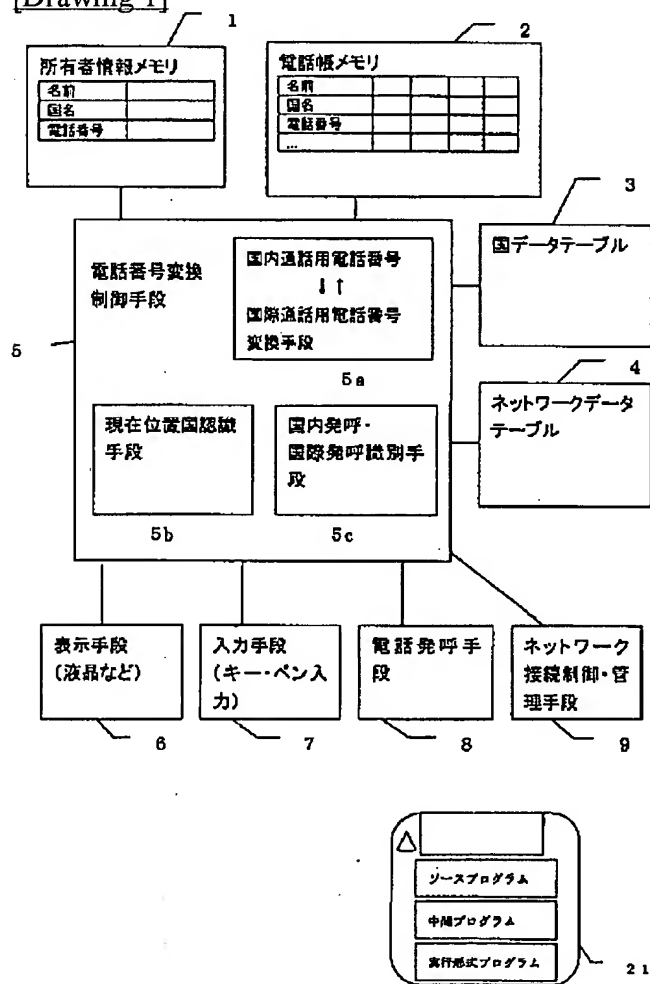 [Drawing 1]
1
所有者情報メモリ
名前
国名
電話番号
2
電話帳メモリ
名前
国名
電話番号
...
3
国データテーブル
4
ネットワークデータ
テーブル
5
電話番号変換
制御手段
国内通話用電話番号
↓↑
国際通話用電話番号
変換手段
5a
現在位置国認識
手段
5b
国内発呼・
国際発呼識別手
段
5c
表示手段
(液晶など)
6
入力手段
(キー・ペン入
力)
7
電話発呼手
段
8
ネットワーク
接続制御・管
理手段
9
ソースプログラム
中間プログラム
実行形式プログラム
21